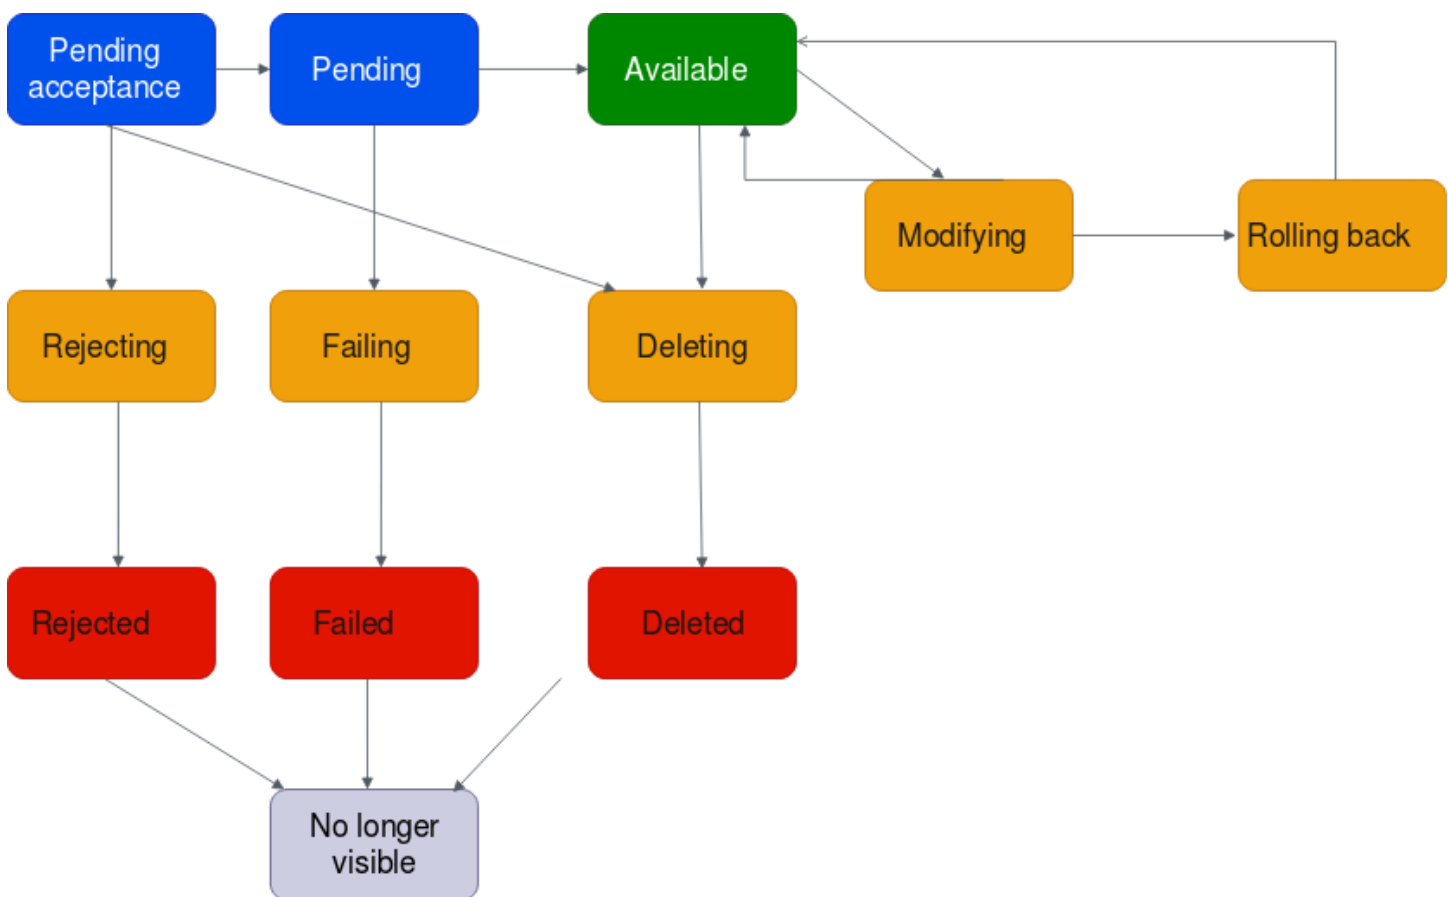 Pending
acceptance
Pending
Available
Modifying
Rolling back
Rejecting
Failing
Deleting
Rejected
Failed
Deleted
No longer
visible